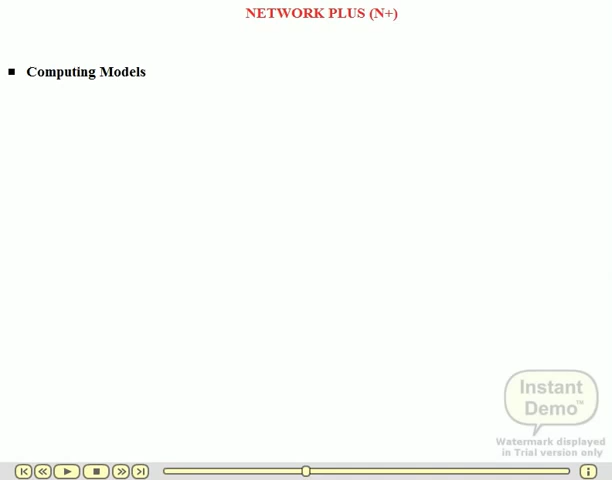 NETWORK PLUS (N+)
■ Computing Models
Instant
Demo™
Watermark displayed
in Trial version only